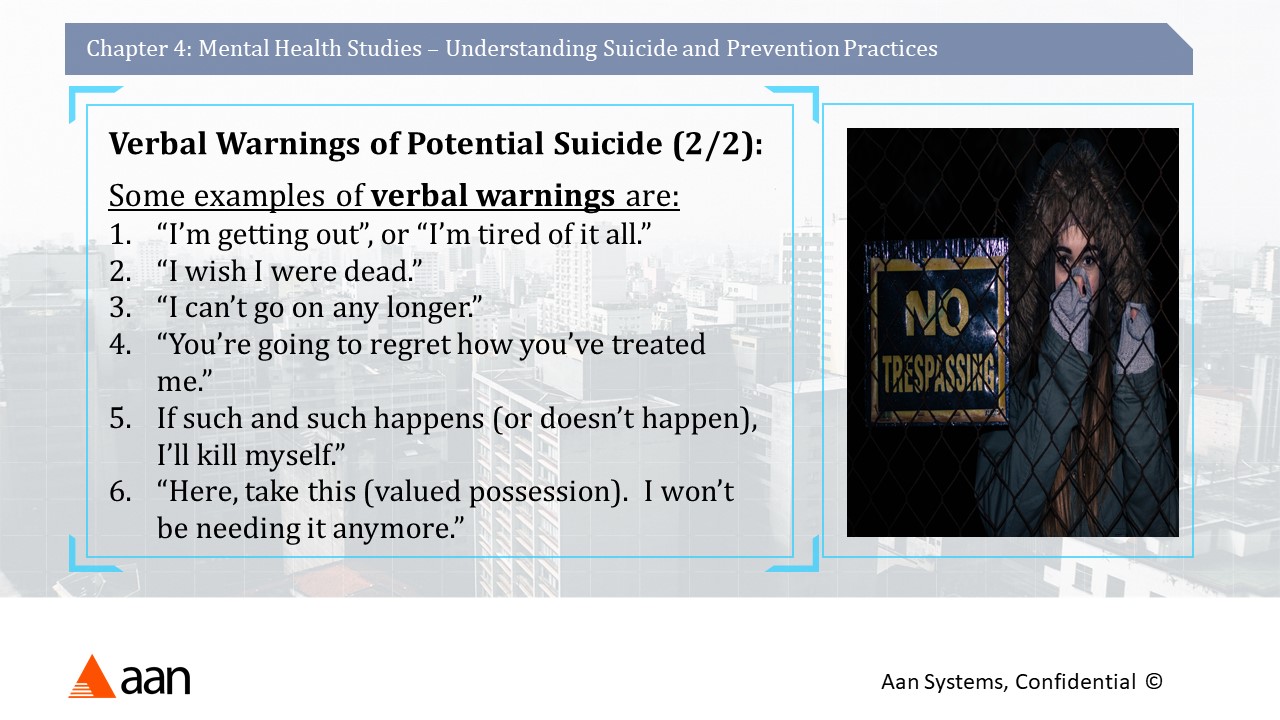 Chapter 4: Mental Health Studies – Understanding Suicide and Prevention Practices
Verbal Warnings of Potential Suicide (2/2):
Some examples of verbal warnings are:
1. “I’m getting out”, or “I’m tired of it all.”
2. “I wish I were dead.”
3. “I can’t go on any longer.”
4. “You’re going to regret how you’ve treated
me.”
5. If such and such happens (or doesn’t happen),
I’ll kill myself.”
6. “Here, take this (valued possession).  I won’t
be needing it anymore.”
NO
TRESPASSING
aan
Aan Systems, Confidential ©